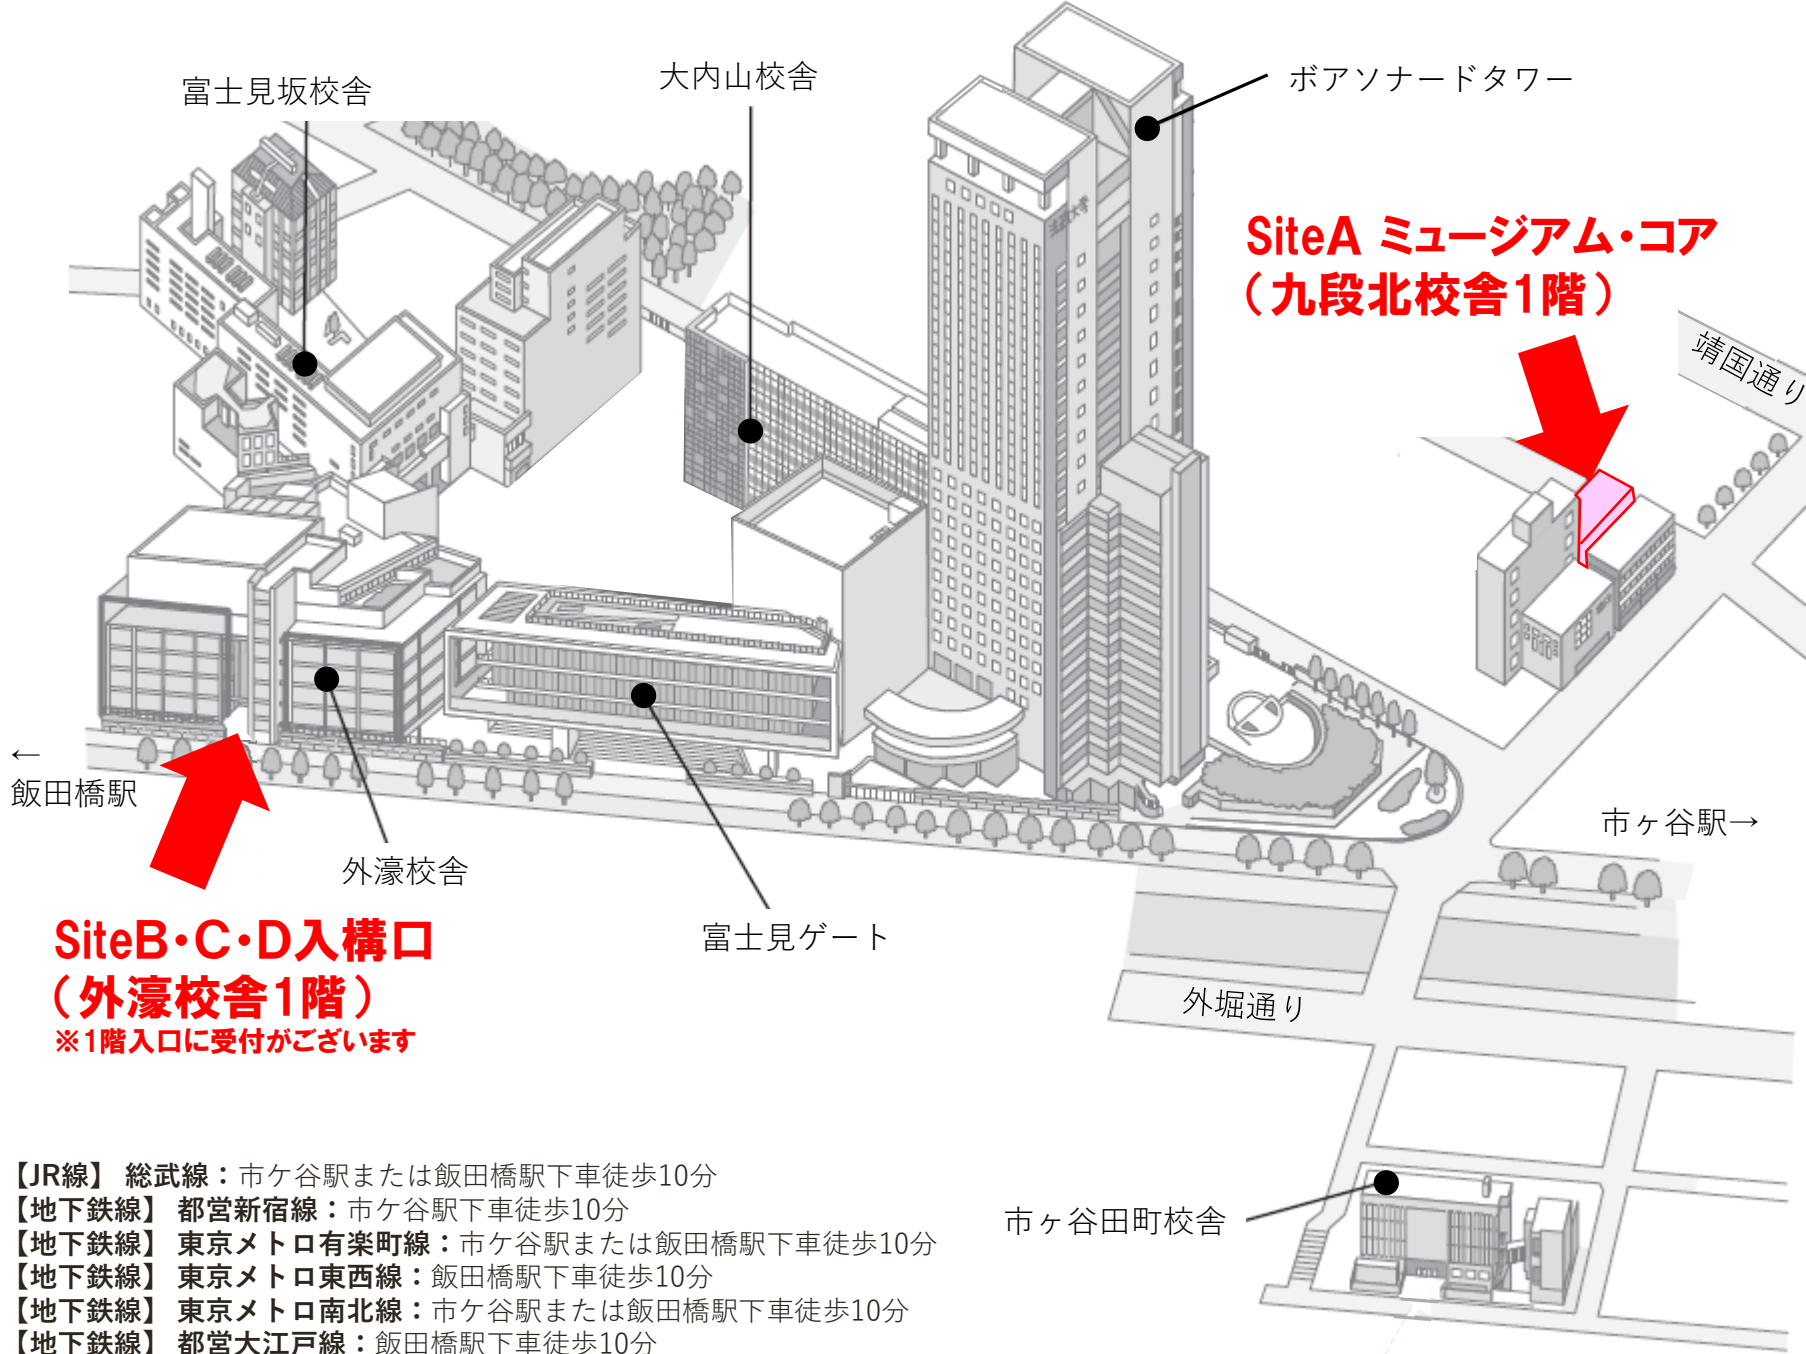 富士見坂校舎
大内山校舎
ボアソナードタワー
SiteA ミュージアム・コア
（九段北校舎1階）
靖国通り
←
飯田橋駅
市ヶ谷駅→
外濠校舎
富士見ゲート
SiteB・C・D入構口
（外濠校舎1階）
※1階入口に受付がございます
外堀通り
市ヶ谷田町校舎
【JR線】 総武線：市ケ谷駅または飯田橋駅下車徒歩10分
【地下鉄線】 都営新宿線：市ケ谷駅下車徒歩10分
【地下鉄線】 東京メトロ有楽町線：市ケ谷駅または飯田橋駅下車徒歩10分
【地下鉄線】 東京メトロ東西線：飯田橋駅下車徒歩10分
【地下鉄線】 東京メトロ南北線：市ケ谷駅または飯田橋駅下車徒歩10分
【地下鉄線】 都営大江戸線：飯田橋駅下車徒歩10分